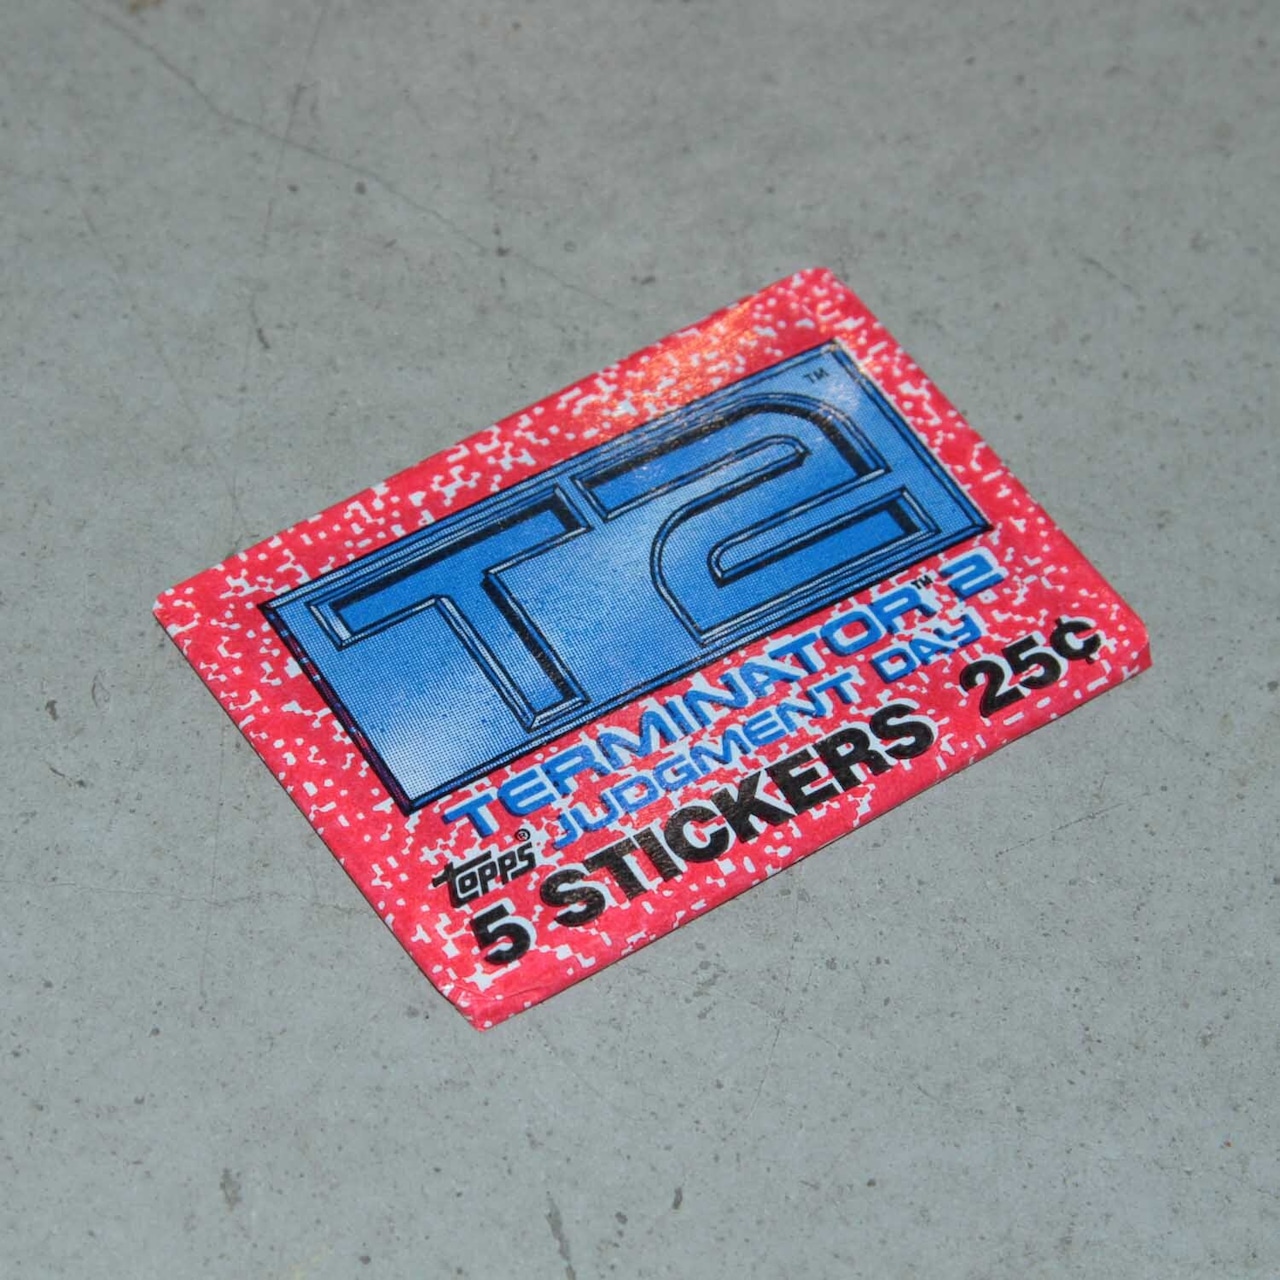 T2™
TERMINATOR™ 2
JUDGMENT DAY
topps®
5 STICKERS 25¢